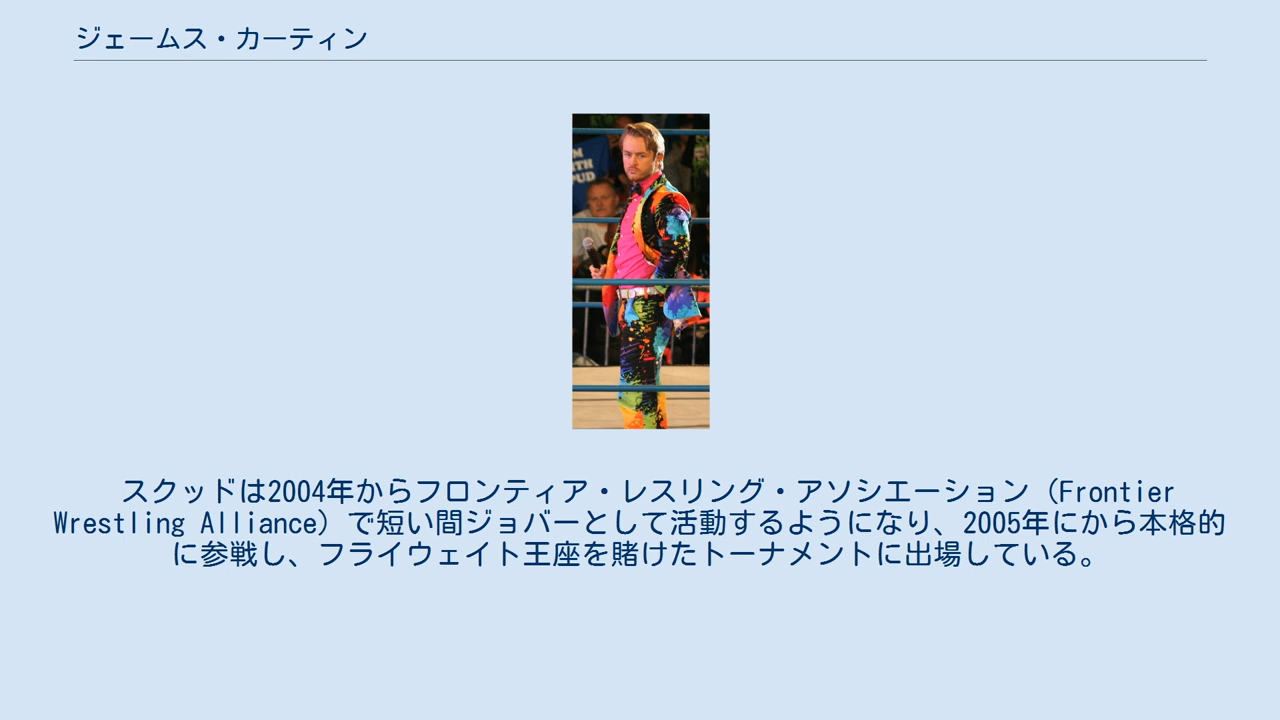 ジェームス・カーティン
M
TH
PUD
スクッドは2004年からフロンティア・レスリング・アソシエーション（Frontier
Wrestling Alliance）で短い間ジョバーとして活動するようになり、2005年にから本格的
に参戦し、フライウェイト王座を賭けたトーナメントに出場している。